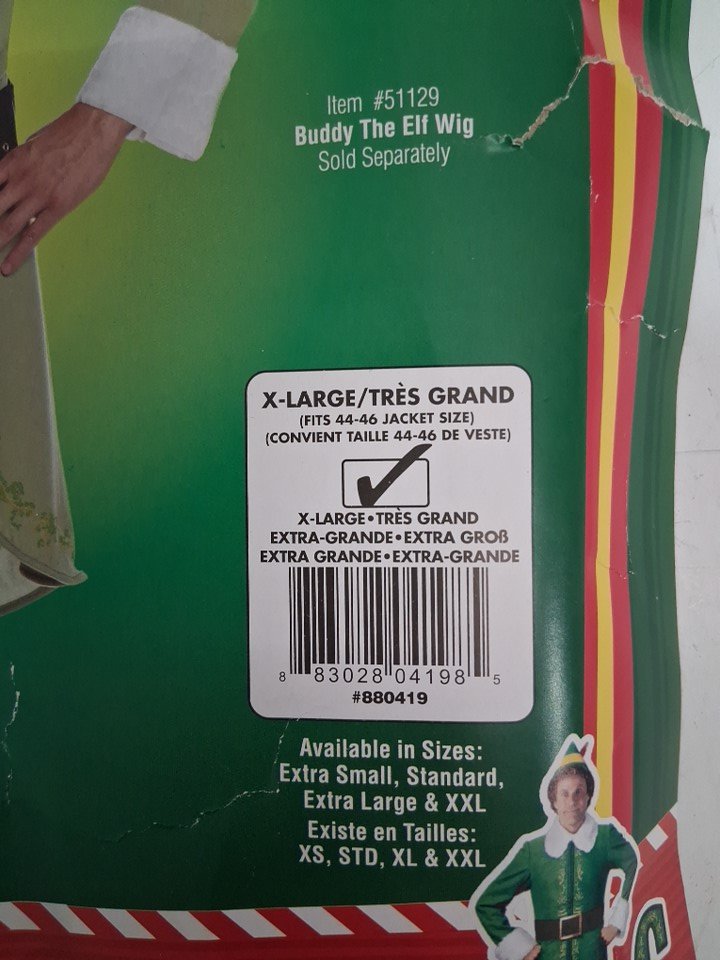 Item #51129
Buddy The Elf Wig
Sold Separately
X-LARGE/TRÈS GRAND
(FITS 44-46 JACKET SIZE)
(CONVIENT TAILLE 44-46 DE VESTE)
X-LARGE•TRÈS GRAND
EXTRA-GRANDE•EXTRA GROß
EXTRA GRANDE•EXTRA-GRANDE
8 83028 04198 5
#880419
Available in Sizes:
Extra Small, Standard,
Extra Large & XXL
Existe en Tailles:
XS, STD, XL & XXL